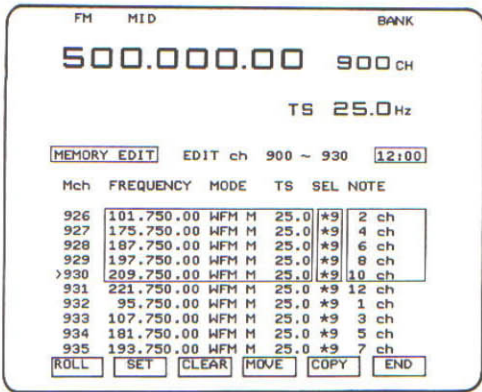 FM MID BANK
500.000.00 900 CH
TS 25.0 Hz
MEMORY EDIT EDIT ch 900 ~ 930 12:00
Mch FREQUENCY MODE TS SEL NOTE
926 101.750.00 WFM M 25.0 *9 2 ch
927 175.750.00 WFM M 25.0 *9 4 ch
928 187.750.00 WFM M 25.0 *9 6 ch
929 197.750.00 WFM M 25.0 *9 8 ch
>930 209.750.00 WFM M 25.0 *9 10 ch
931 221.750.00 WFM M 25.0 *9 12 ch
932 95.750.00 WFM M 25.0 *9 1 ch
933 107.750.00 WFM M 25.0 *9 3 ch
934 181.750.00 WFM M 25.0 *9 5 ch
935 193.750.00 WFM M 25.0 *9 7 ch
ROLL SET CLEAR MOVE COPY END